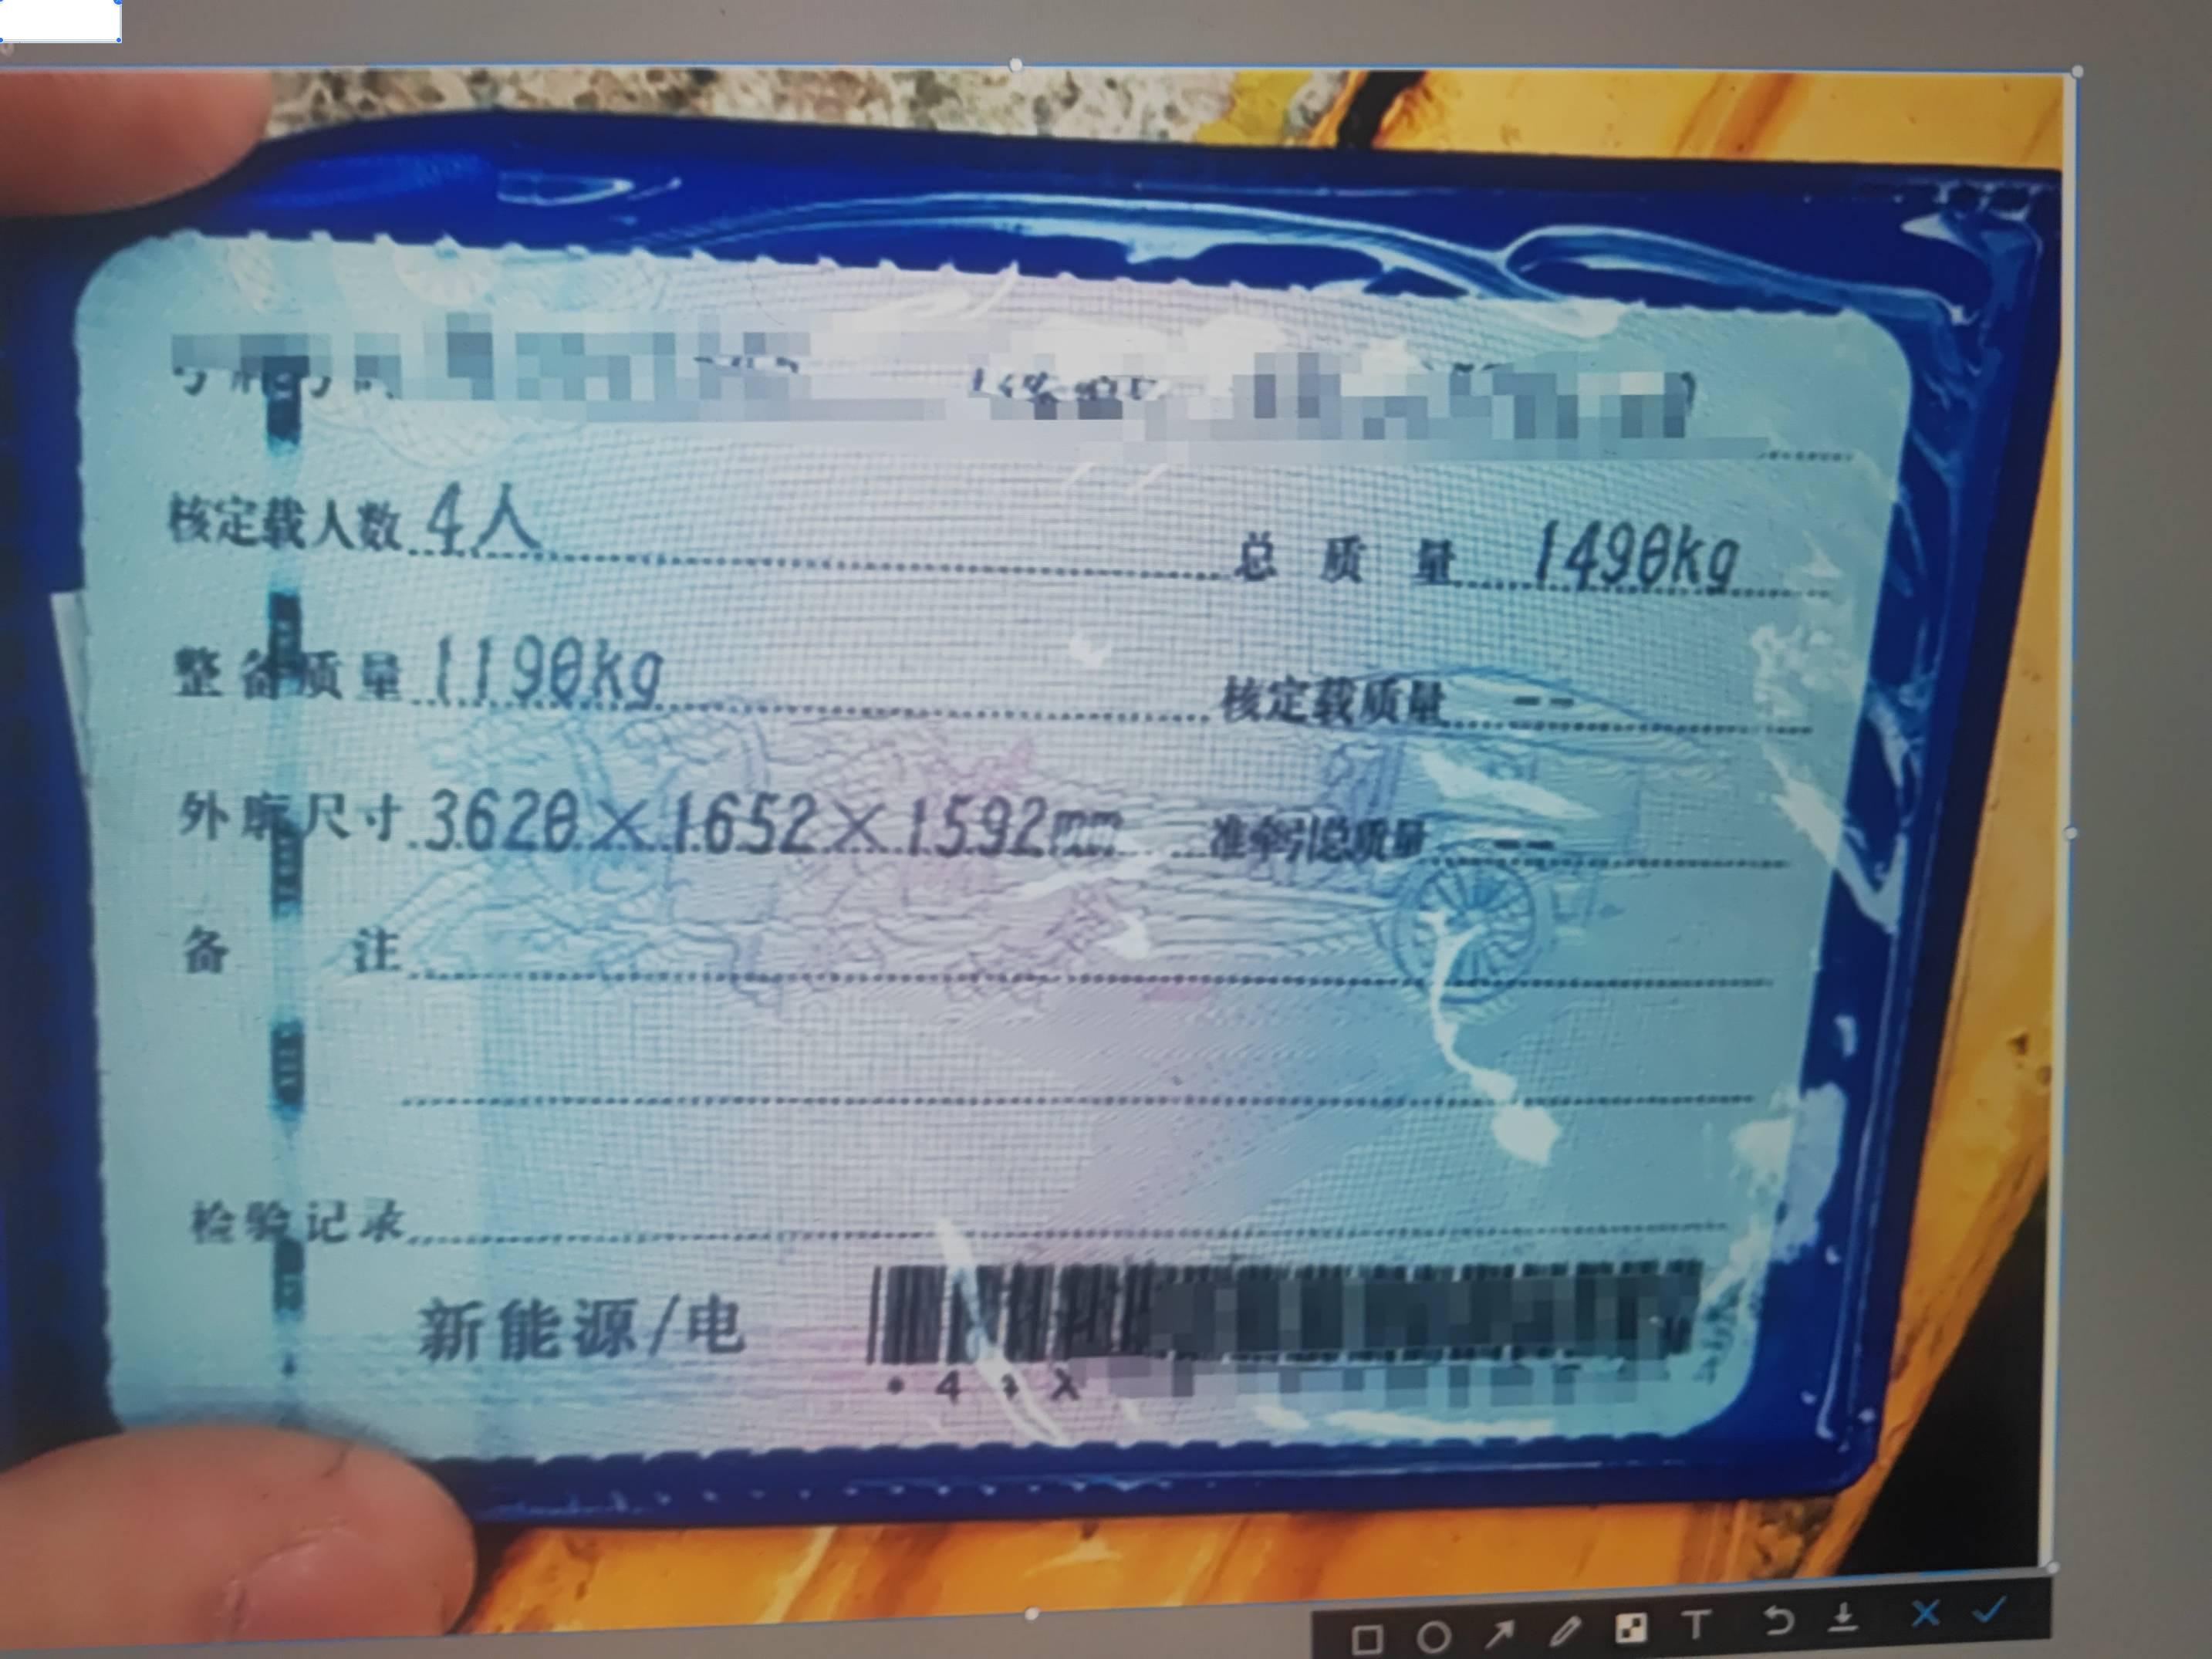 核定载人数 4人 总质量 1490kg
整备质量 1190kg 核定载质量 --
外廓尺寸 3620×1652×1592mm 准牵引总质量 --
备注
检验记录
新能源/电